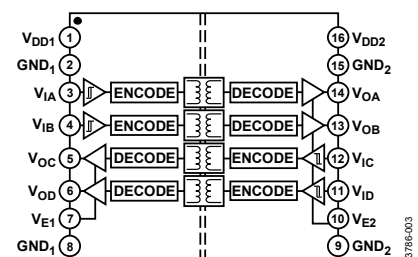 VDD1 1 16 VDD2
GND1 2 15 GND2
VIA 3 ENCODE DECODE 14 VOA
VIB 4 ENCODE DECODE 13 VOB
VOC 5 DECODE ENCODE 12 VIC
VOD 6 DECODE ENCODE 11 VID
VE1 7 10 VE2
GND1 8 9 GND2
3786-003